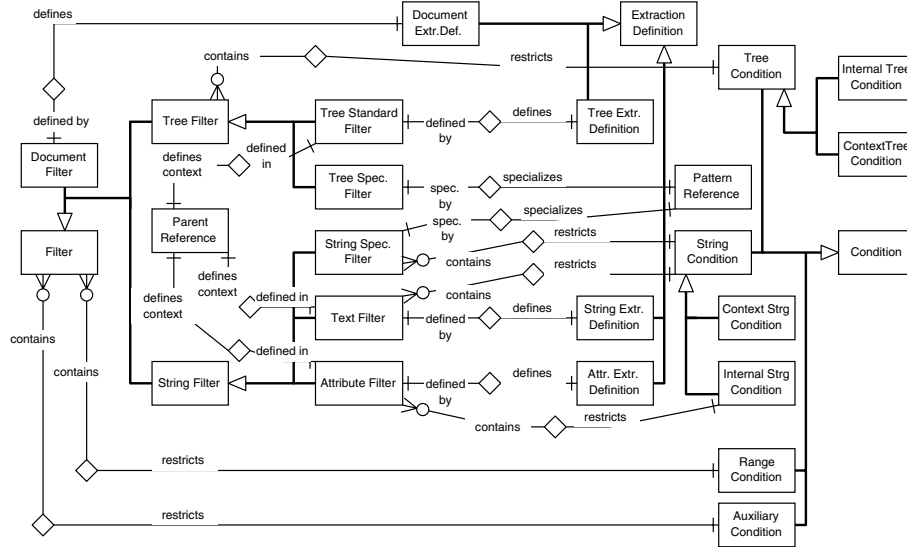 defines
Document
Extr.Def.
Extraction
Definition
contains
restricts
Tree
Condition
Internal Tree
Condition
defined by
Tree Filter
Tree Standard
Filter
defined
by
defines
Tree Extr.
Definition
ContextTree
Condition
Document
Filter
defines
context
defined
in
Tree Spec.
Filter
spec.
by
specializes
Pattern
Reference
Parent
Reference
spec.
by
specializes
Filter
String Spec.
Filter
restricts
contains
String
Condition
Condition
defines
context
defines
context
restricts
contains
defined in
Text Filter
defined
by
defines
String Extr.
Definition
Context Strg
Condition
contains
contains
defined in
String Filter
Attribute Filter
defined
by
defines
Attr. Extr.
Definition
Internal Strg
Condition
contains
restricts
restricts
Range
Condition
restricts
Auxiliary
Condition